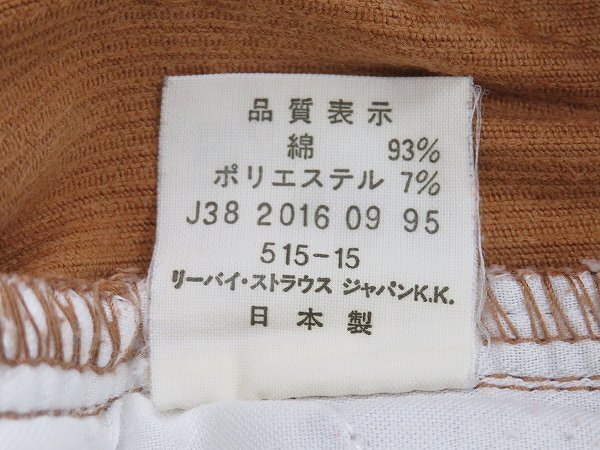 品質表示
綿 93%
ポリエステル 7%
J38 2016 09 95
515-15
リーバイ・ストラウス ジャパンK.K.
日本製